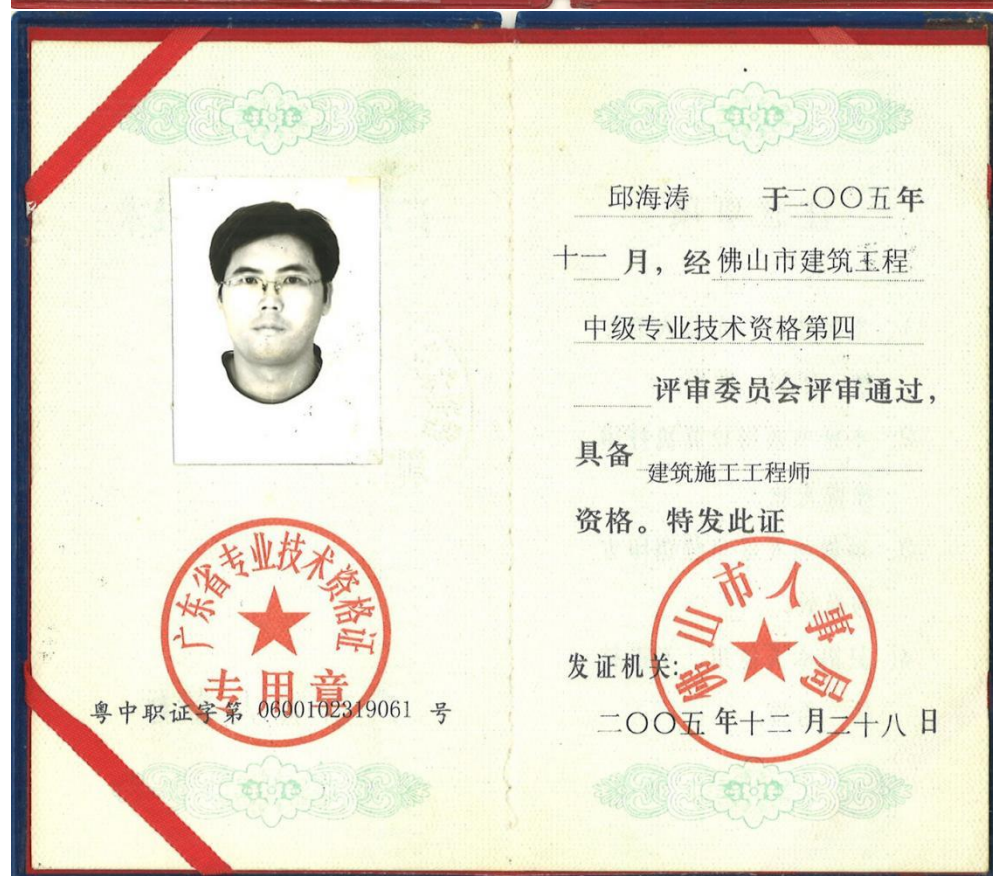 广东省专业技术资格证
专用章
粤中职证字第 0600102319061 号
邱海涛 于二〇〇五年
十一月，经佛山市建筑工程
中级专业技术资格第四
评审委员会评审通过，
具备 建筑施工工程师
资格。特发此证
佛山市人事局
发证机关：
二〇〇五年十二月二十八日